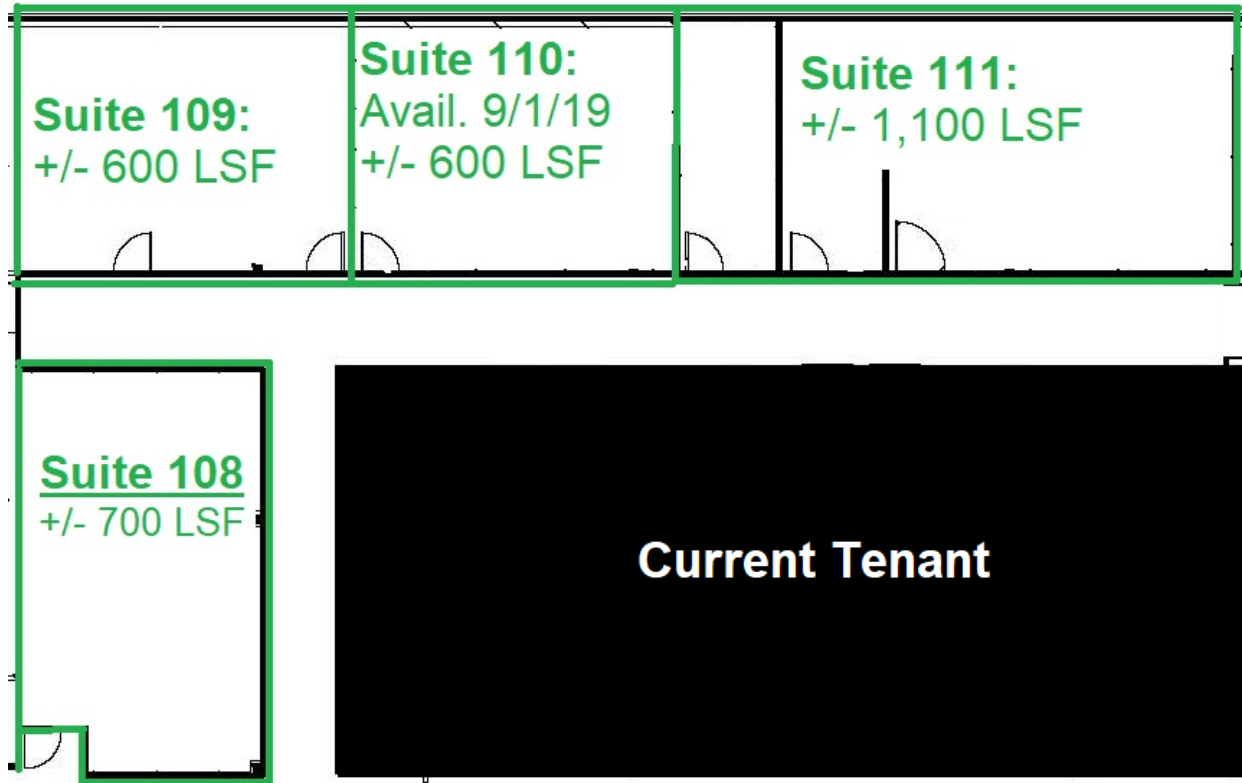 Suite 109:
+/- 600 LSF
Suite 110:
Avail. 9/1/19
+/- 600 LSF
Suite 111:
+/- 1,100 LSF
Suite 108
+/- 700 LSF
Current Tenant